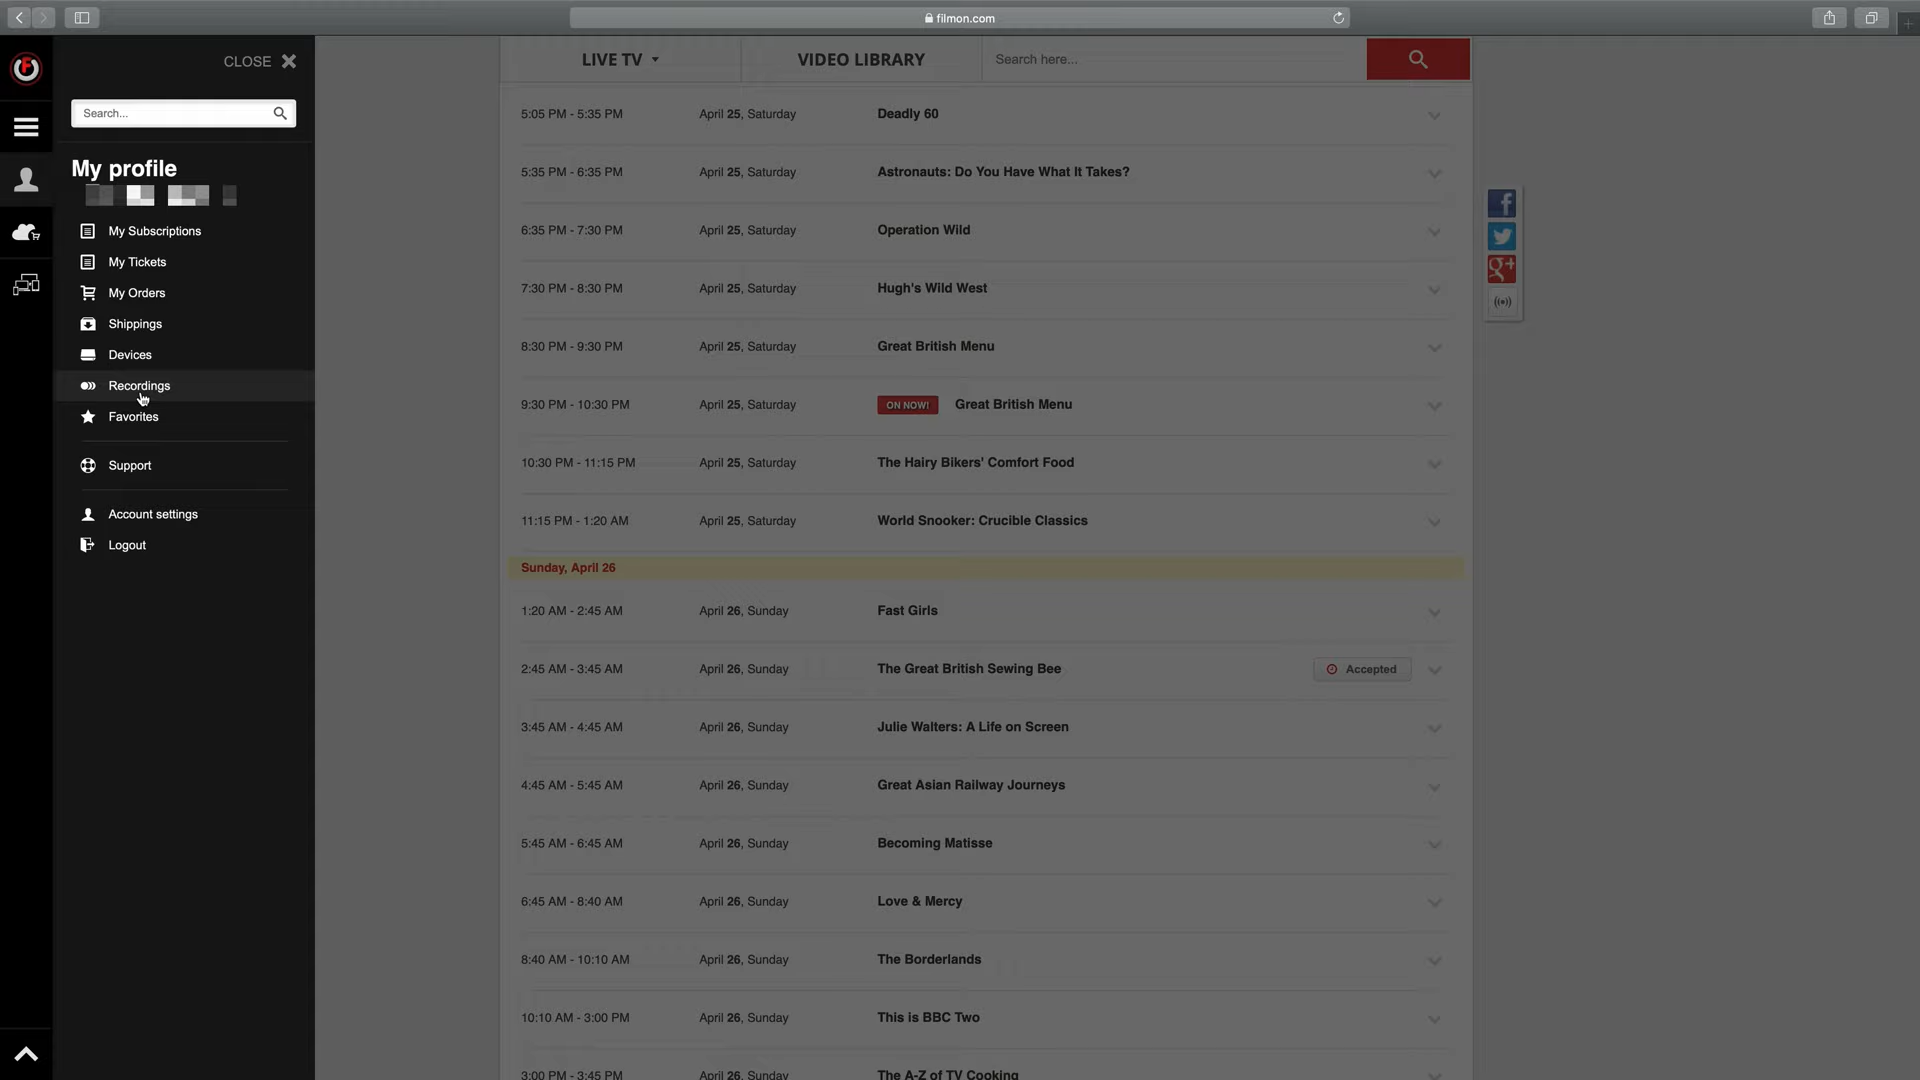 filmon.com
CLOSE
Search...
My profile
My Subscriptions
My Tickets
My Orders
Shippings
Devices
Recordings
Favorites
Support
Account settings
Logout
LIVE TV
VIDEO LIBRARY
Search here...
5:05 PM - 5:35 PM April 25, Saturday Deadly 60
5:35 PM - 6:35 PM April 25, Saturday Astronauts: Do You Have What It Takes?
6:35 PM - 7:30 PM April 25, Saturday Operation Wild
7:30 PM - 8:30 PM April 25, Saturday Hugh's Wild West
8:30 PM - 9:30 PM April 25, Saturday Great British Menu
9:30 PM - 10:30 PM April 25, Saturday ON NOW! Great British Menu
10:30 PM - 11:15 PM April 25, Saturday The Hairy Bikers' Comfort Food
11:15 PM - 1:20 AM April 25, Saturday World Snooker: Crucible Classics
Sunday, April 26
1:20 AM - 2:45 AM April 26, Sunday Fast Girls
2:45 AM - 3:45 AM April 26, Sunday The Great British Sewing Bee Accepted
3:45 AM - 4:45 AM April 26, Sunday Julie Walters: A Life on Screen
4:45 AM - 5:45 AM April 26, Sunday Great Asian Railway Journeys
5:45 AM - 6:45 AM April 26, Sunday Becoming Matisse
6:45 AM - 8:40 AM April 26, Sunday Love & Mercy
8:40 AM - 10:10 AM April 26, Sunday The Borderlands
10:10 AM - 3:00 PM April 26, Sunday This is BBC Two
3:00 PM - 3:45 PM April 26, Sunday The A-Z of TV Cooking